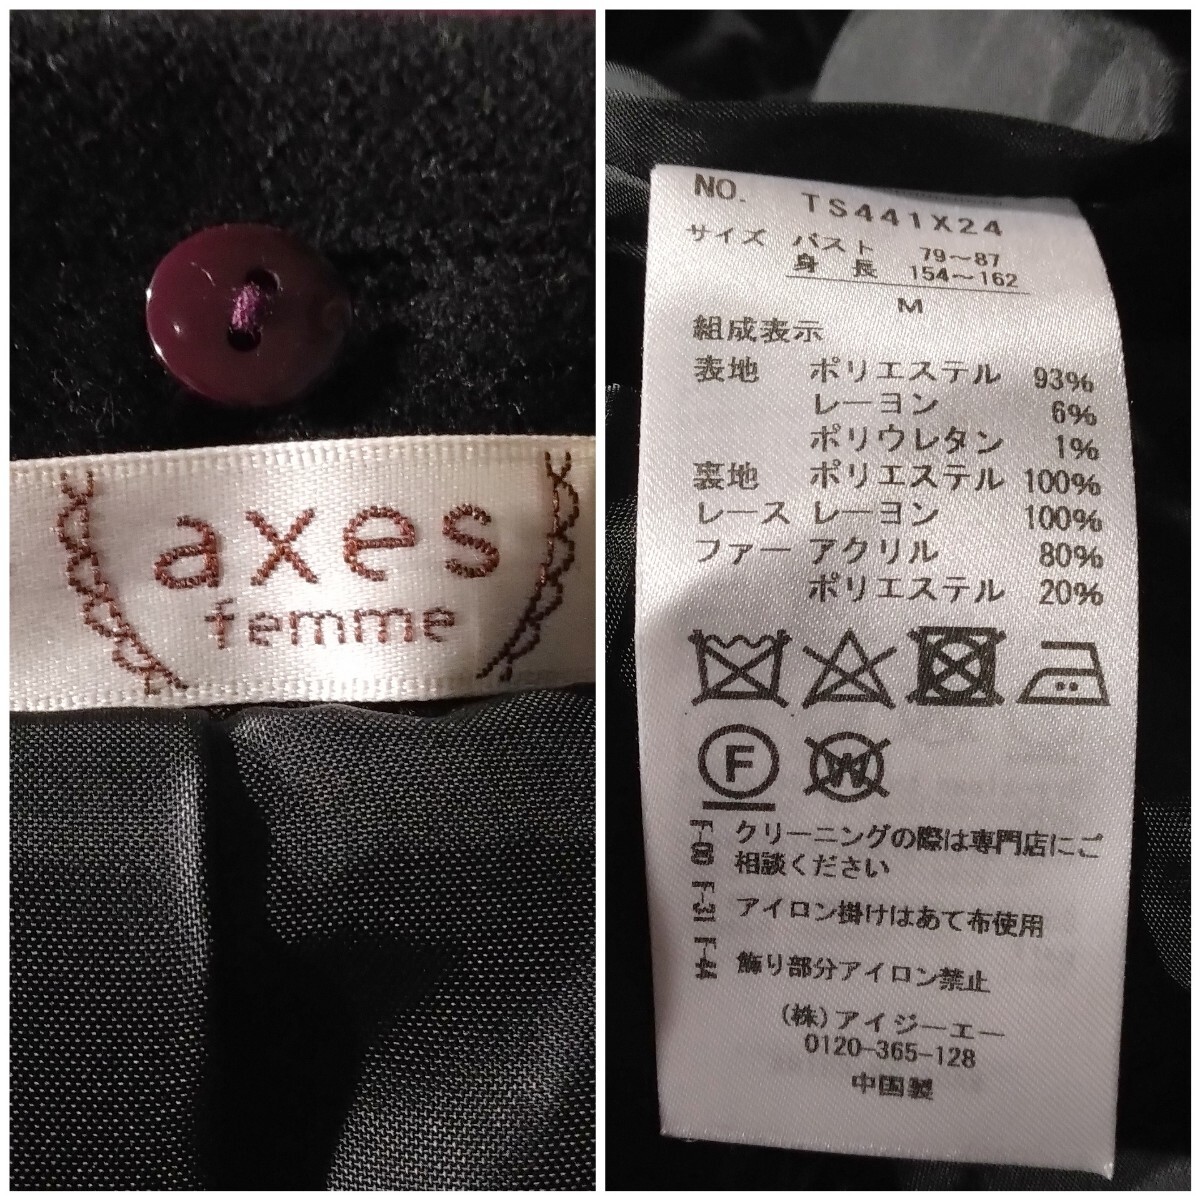 axes
femme
NO. TS441X24
サイズ バスト 79～87
身長 154～162
M
組成表示
表地 ポリエステル 93%
レーヨン 6%
ポリウレタン 1%
裏地 ポリエステル 100%
レース レーヨン 100%
ファー アクリル 80%
ポリエステル 20%
F W
クリーニングの際は専門店にご
相談ください
F-31 アイロン掛けはあて布使用
F-44 飾り部分アイロン禁止
(株)アイジーエー
0120-365-128
中国製